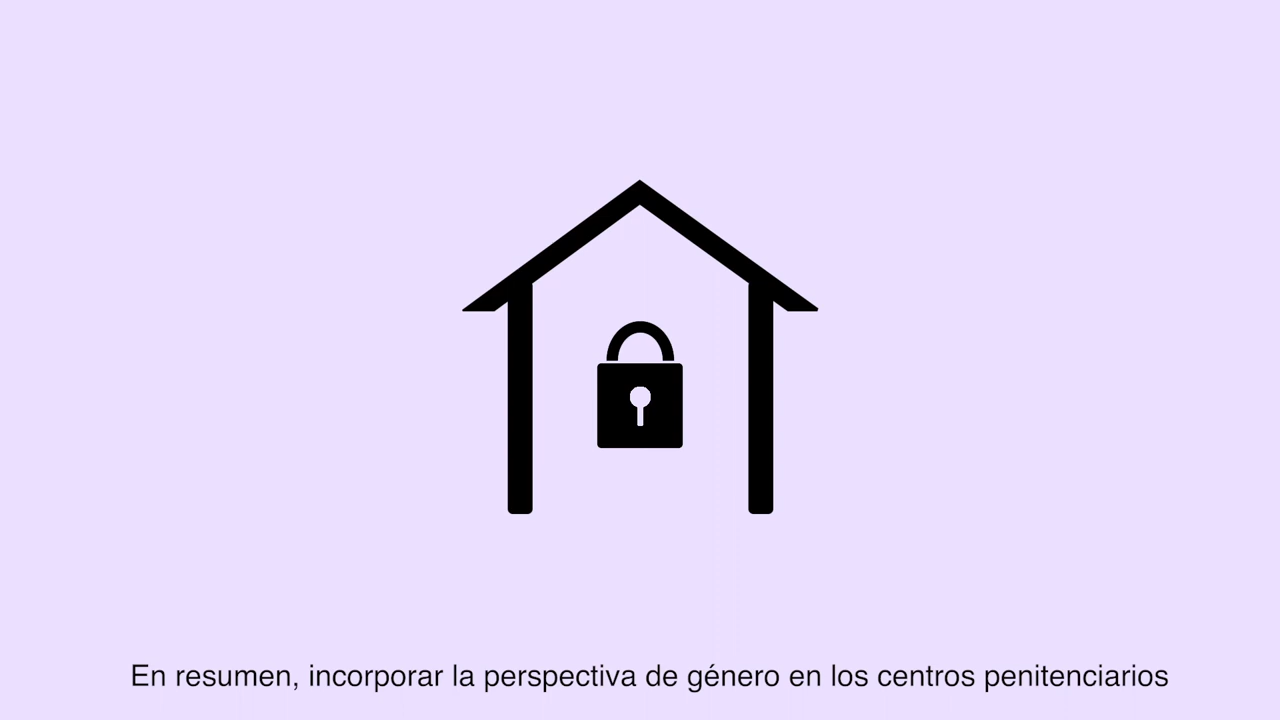 En resumen, incorporar la perspectiva de género en los centros penitenciarios